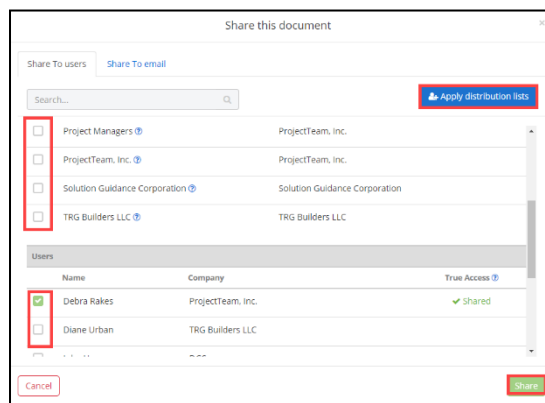 Share this document
Share To users Share To email
Search... Apply distribution lists
Project Managers ProjectTeam, Inc.
ProjectTeam, Inc. ProjectTeam, Inc.
Solution Guidance Corporation Solution Guidance Corporation
TRG Builders LLC TRG Builders LLC
Users
Name Company True Access
Debra Rakes ProjectTeam, Inc. Shared
Diane Urban TRG Builders LLC
Cancel Share